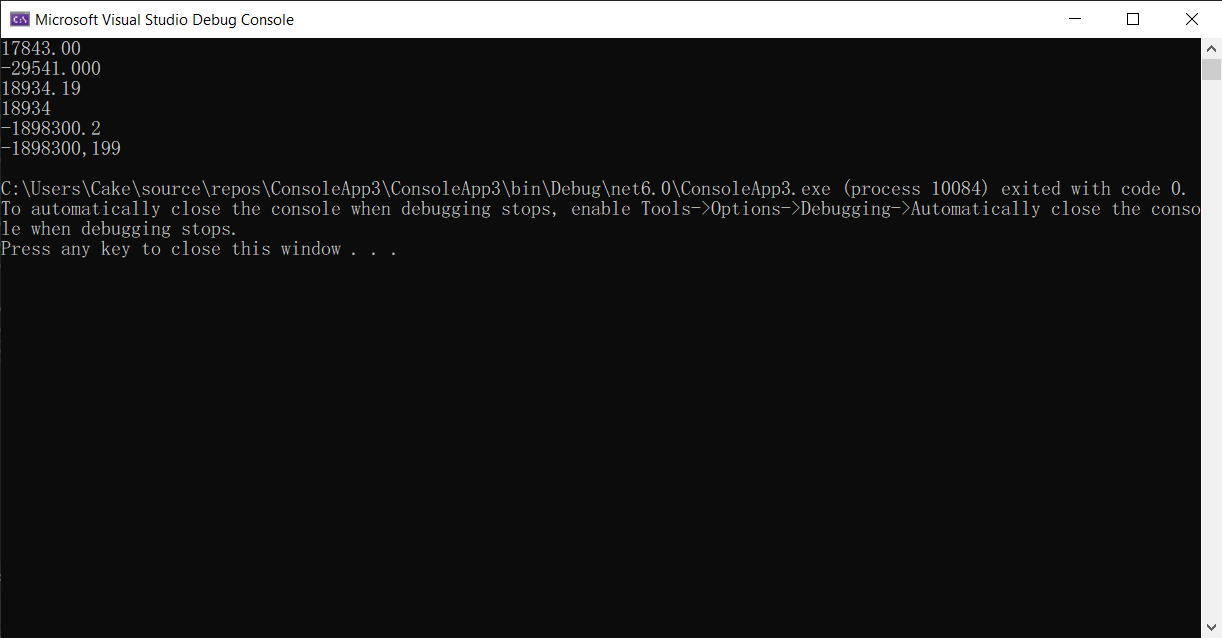 Microsoft Visual Studio Debug Console
17843.00
-29541.000
18934.19
18934
-1898300.2
-1898300,199
C:\Users\Cake\source\repos\ConsoleApp3\ConsoleApp3\bin\Debug\net6.0\ConsoleApp3.exe (process 10084) exited with code 0.
To automatically close the console when debugging stops, enable Tools->Options->Debugging->Automatically close the conso
le when debugging stops.
Press any key to close this window . . .